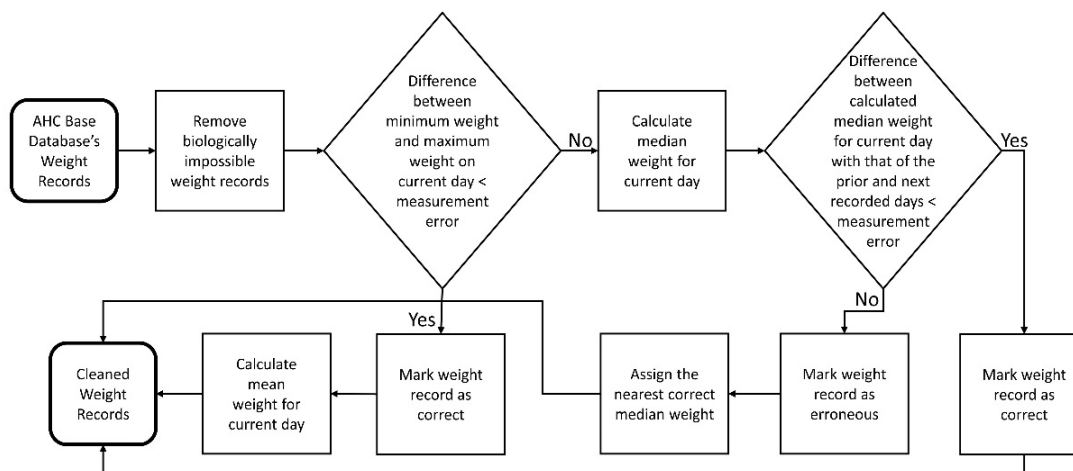 AHC Base
Database's
Weight
Records
Remove
biologically
impossible
weight records
Difference
between
minimum weight
and maximum
weight on
current day <
measurement
error
No
Calculate
median
weight for
current day
Difference
between
calculated
median weight
for current day
with that of the
prior and next
recorded days <
measurement
error
Yes
No
Yes
Cleaned
Weight
Records
Calculate
mean
weight for
current day
Mark weight
record as
correct
Assign the
nearest correct
median weight
Mark weight
record as
erroneous
Mark weight
record as
correct